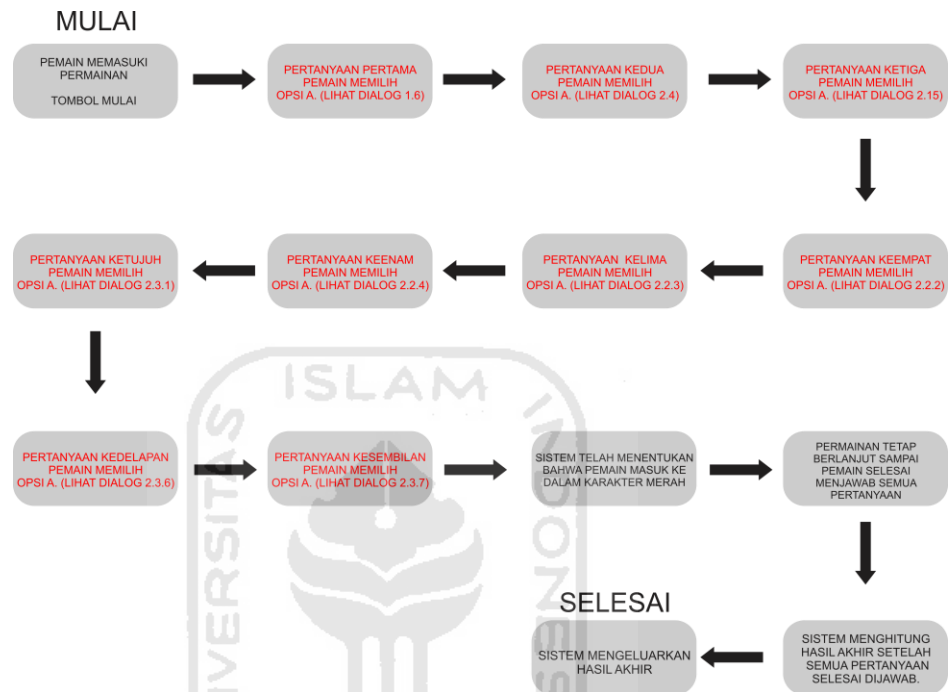 MULAI
PEMAIN MEMASUKI
PERMAINAN
TOMBOL MULAI
PERTANYAAN PERTAMA
PEMAIN MEMILIH
OPSI A. (LIHAT DIALOG 1.6)
PERTANYAAN KEDUA
PEMAIN MEMILIH
OPSI A. (LIHAT DIALOG 2.4)
PERTANYAAN KETIGA
PEMAIN MEMILIH
OPSI A. (LIHAT DIALOG 2.15)
PERTANYAAN KEEMPAT
PEMAIN MEMILIH
OPSI A. (LIHAT DIALOG 2.2.2)
PERTANYAAN KELIMA
PEMAIN MEMILIH
OPSI A. (LIHAT DIALOG 2.2.3)
PERTANYAAN KEENAM
PEMAIN MEMILIH
OPSI A. (LIHAT DIALOG 2.2.4)
PERTANYAAN KETUJUH
PEMAIN MEMILIH
OPSI A. (LIHAT DIALOG 2.3.1)
PERTANYAAN KEDELAPAN
PEMAIN MEMILIH
OPSI A. (LIHAT DIALOG 2.3.6)
PERTANYAAN KESEMBILAN
PEMAIN MEMILIH
OPSI A. (LIHAT DIALOG 2.3.7)
SISTEM TELAH MENENTUKAN
BAHWA PEMAIN MASUK KE
DALAM KARAKTER MERAH
PERMAINAN TETAP
BERLANJUT SAMPAI
PEMAIN SELESAI
MENJAWAB SEMUA
PERTANYAAN
SISTEM MENGHITUNG
HASIL AKHIR SETELAH
SEMUA PERTANYAAN
SELESAI DIJAWAB.
SELESAI
SISTEM MENGELUARKAN
HASIL AKHIR
ISLAM